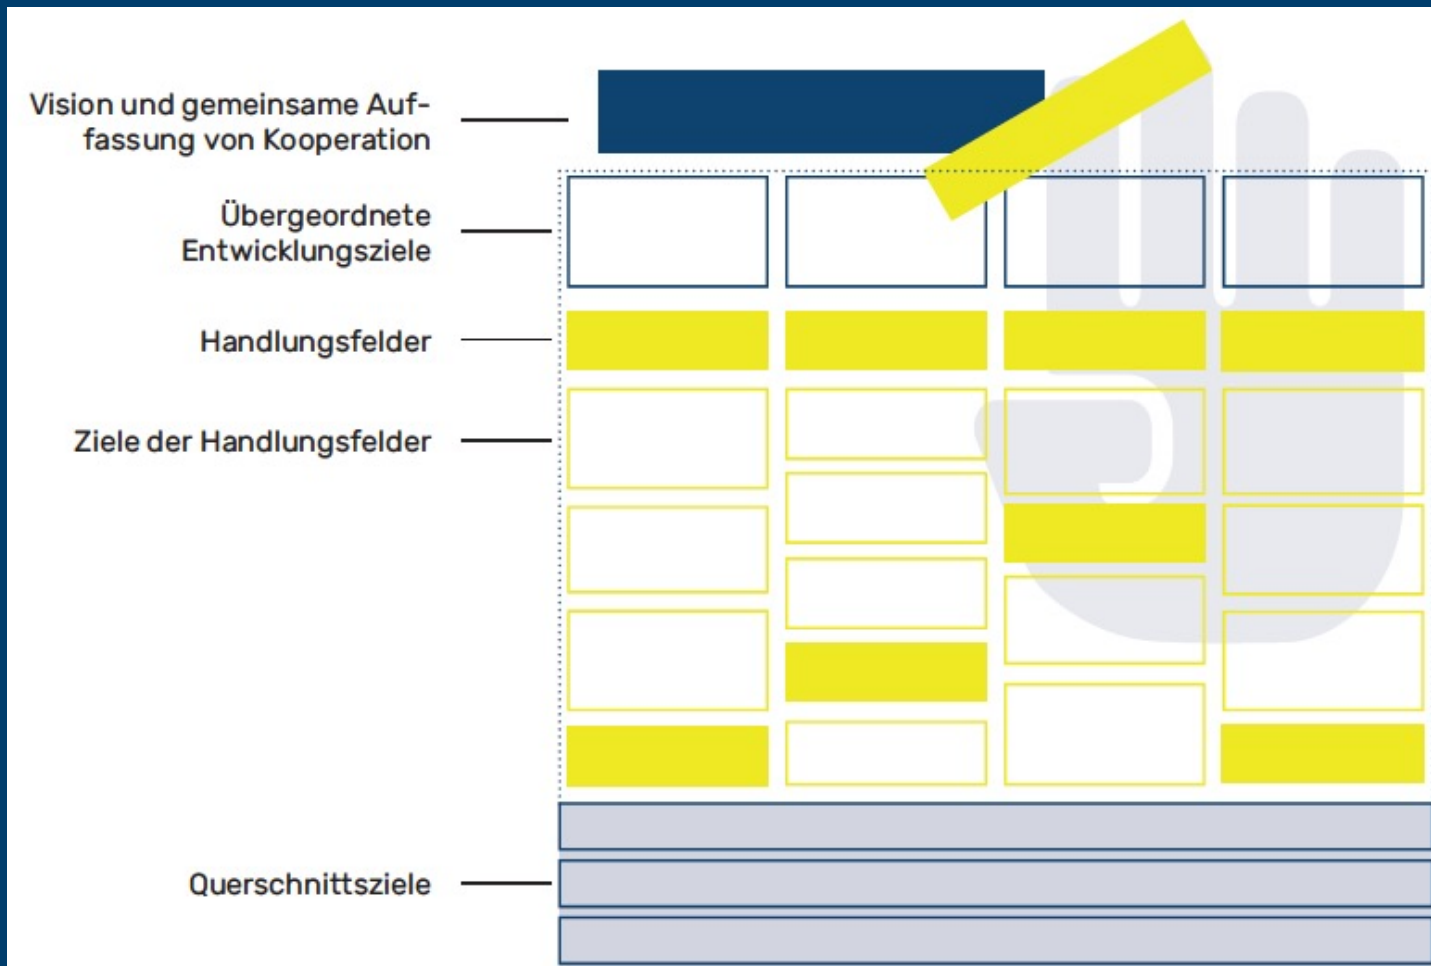 Vision und gemeinsame Auf-
fassung von Kooperation
Übergeordnete
Entwicklungsziele
Handlungsfelder
Ziele der Handlungsfelder
Querschnittsziele